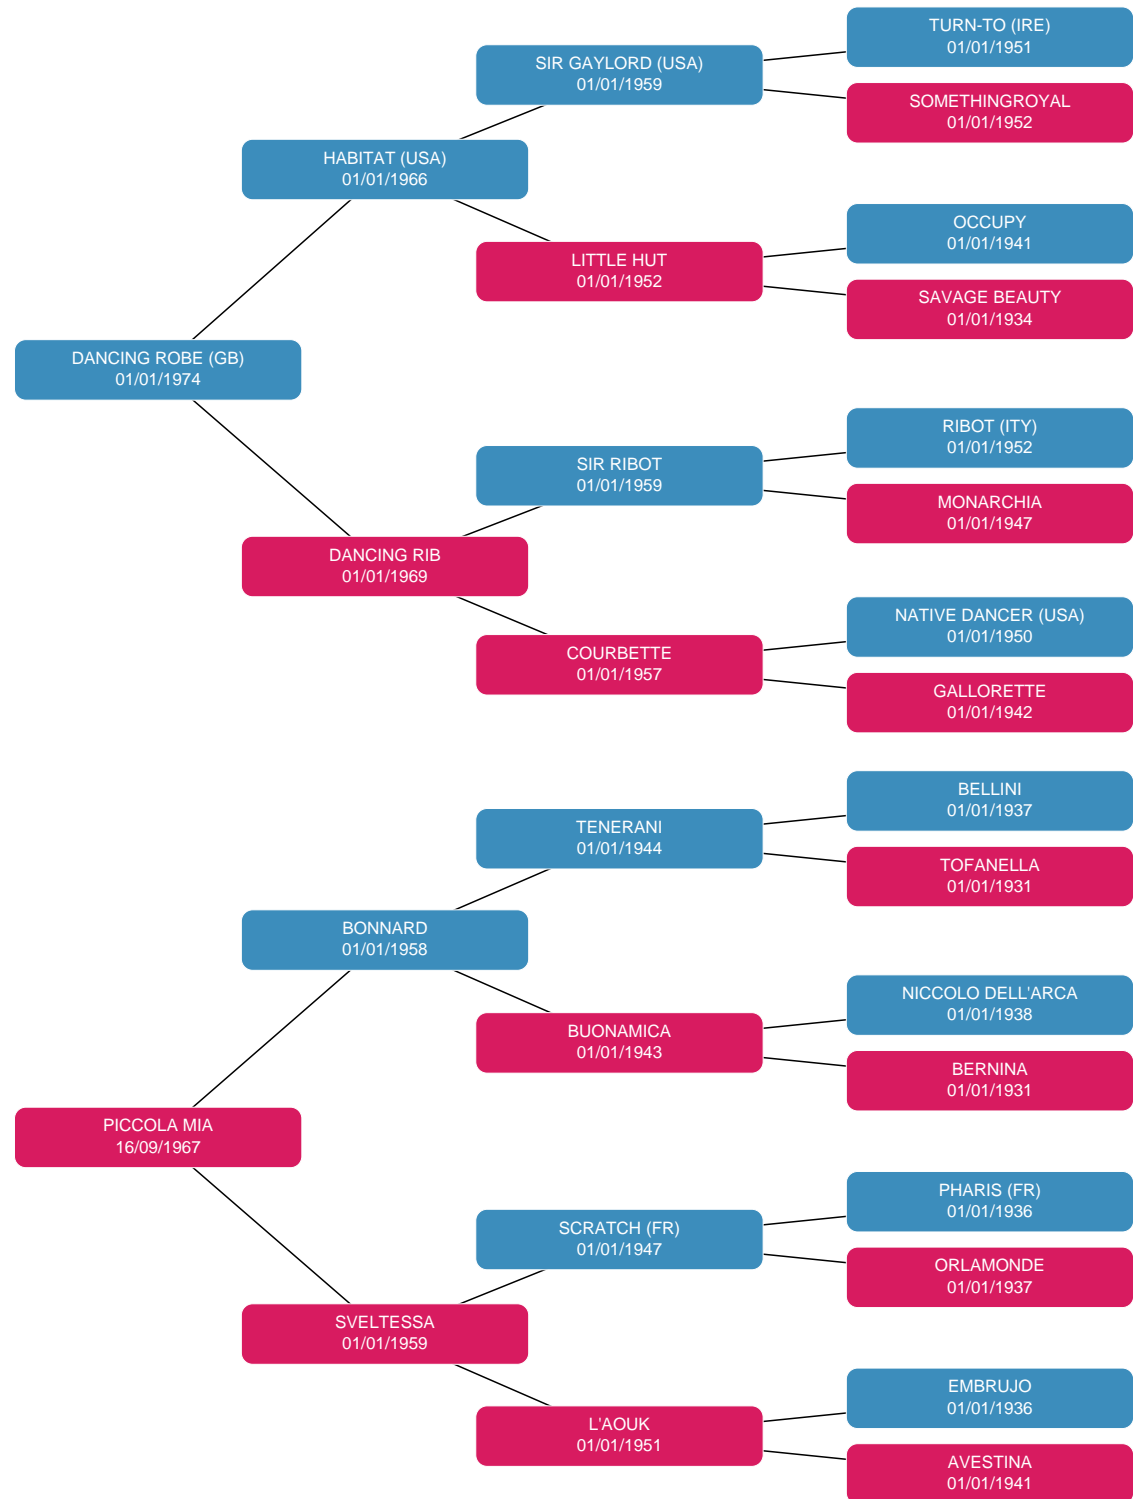 TURN-TO (IRE)
01/01/1951
SIR GAYLORD (USA)
01/01/1959
SOMETHINGROYAL
01/01/1952
HABITAT (USA)
01/01/1966
OCCUPY
01/01/1941
LITTLE HUT
01/01/1952
SAVAGE BEAUTY
01/01/1934
DANCING ROBE (GB)
01/01/1974
RIBOT (ITY)
01/01/1952
SIR RIBOT
01/01/1959
MONARCHIA
01/01/1947
DANCING RIB
01/01/1969
NATIVE DANCER (USA)
01/01/1950
COURBETTE
01/01/1957
GALLORETTE
01/01/1942
BELLINI
01/01/1937
TENERANI
01/01/1944
TOFANELLA
01/01/1931
BONNARD
01/01/1958
NICCOLO DELL'ARCA
01/01/1938
BUONAMICA
01/01/1943
BERNINA
01/01/1931
PICCOLA MIA
16/09/1967
PHARIS (FR)
01/01/1936
SCRATCH (FR)
01/01/1947
ORLAMONDE
01/01/1937
SVELTESSA
01/01/1959
EMBRUJO
01/01/1936
L'AOUK
01/01/1951
AVESTINA
01/01/1941